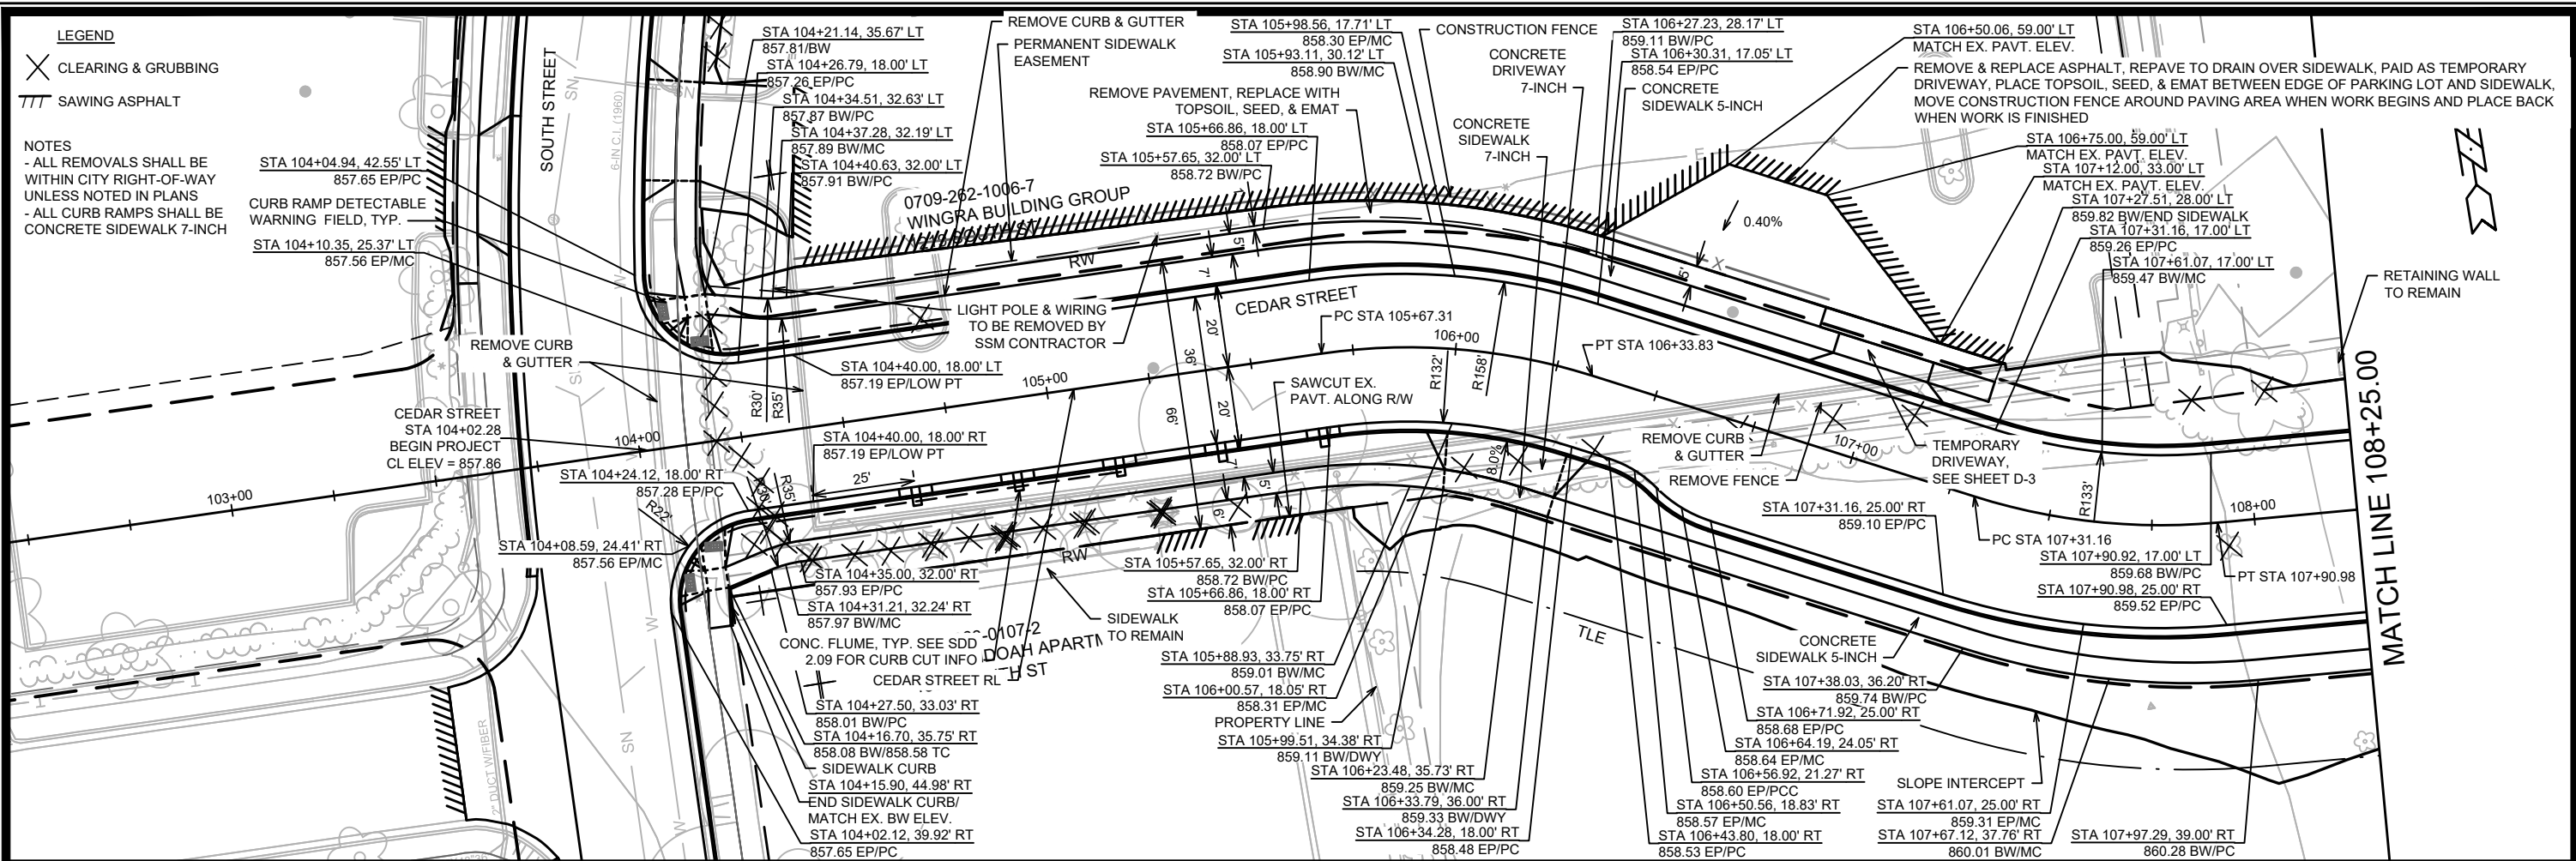 LEGEND
CLEARING & GRUBBING
SAWING ASPHALT
NOTES
- ALL REMOVALS SHALL BE
WITHIN CITY RIGHT-OF-WAY
UNLESS NOTED IN PLANS
- ALL CURB RAMPS SHALL BE
CONCRETE SIDEWALK 7-INCH
STA 104+04.94, 42.55' LT
857.65 EP/PC
CURB RAMP DETECTABLE
WARNING FIELD, TYP.
STA 104+10.35, 25.37' LT
857.56 EP/MC
SOUTH STREET
SN
6-IN C.I. (1960)
SN
STA 104+21.14, 35.67' LT
857.81/BW
STA 104+26.79, 18.00' LT
857.26 EP/PC
STA 104+34.51, 32.63' LT
857.87 BW/PC
STA 104+37.28, 32.19' LT
857.89 BW/MC
STA 104+40.63, 32.00' LT
857.91 BW/PC
REMOVE CURB & GUTTER
PERMANENT SIDEWALK
EASEMENT
0709-262-1006-7
WINGRA BUILDING GROUP
STA 105+98.56, 17.71' LT
858.30 EP/MC
STA 105+93.11, 30.12' LT
858.90 BW/MC
REMOVE PAVEMENT, REPLACE WITH
TOPSOIL, SEED, & EMAT
STA 105+66.86, 18.00' LT
858.07 EP/PC
STA 105+57.65, 32.00' LT
858.72 BW/PC
CONSTRUCTION FENCE
CONCRETE
DRIVEWAY
7-INCH
CONCRETE
SIDEWALK
7-INCH
STA 106+27.23, 28.17' LT
859.11 BW/PC
STA 106+30.31, 17.05' LT
858.54 EP/PC
CONCRETE
SIDEWALK 5-INCH
STA 106+50.06, 59.00' LT
MATCH EX. PAVT. ELEV.
REMOVE & REPLACE ASPHALT, REPAVE TO DRAIN OVER SIDEWALK, PAID AS TEMPORARY
DRIVEWAY, PLACE TOPSOIL, SEED, & EMAT BETWEEN EDGE OF PARKING LOT AND SIDEWALK,
MOVE CONSTRUCTION FENCE AROUND PAVING AREA WHEN WORK BEGINS AND PLACE BACK
WHEN WORK IS FINISHED
STA 106+75.00, 59.00' LT
MATCH EX. PAVT. ELEV.
STA 107+12.00, 33.00' LT
MATCH EX. PAVT. ELEV.
STA 107+27.51, 28.00' LT
859.82 BW/END SIDEWALK
STA 107+31.16, 17.00' LT
859.26 EP/PC
STA 107+61.07, 17.00' LT
859.47 BW/MC
RETAINING WALL
TO REMAIN
0.40%
E
X
RW
5'
7'
5'
CEDAR STREET
LIGHT POLE & WIRING
TO BE REMOVED BY
SSM CONTRACTOR
REMOVE CURB
& GUTTER
STA 104+40.00, 18.00' LT
857.19 EP/LOW PT
R30'
R35'
20'
36'
66'
20'
PC STA 105+67.31
106+00
PT STA 106+33.83
R132'
R158'
SAWCUT EX.
PAVT. ALONG R/W
105+00
104+00
103+00
CEDAR STREET
STA 104+02.28
BEGIN PROJECT
CL ELEV = 857.86
STA 104+40.00, 18.00' RT
857.19 EP/LOW PT
25'
STA 104+24.12, 18.00' RT
857.28 EP/PC
R22'
R30'
R35'
STA 104+08.59, 24.41' RT
857.56 EP/MC
7'
5'
6'
8.0%
REMOVE CURB
& GUTTER
REMOVE FENCE
107+00
TEMPORARY
DRIVEWAY,
SEE SHEET D-3
R133'
108+00
MATCH LINE 108+25.00
STA 107+31.16, 25.00' RT
859.10 EP/PC
PC STA 107+31.16
STA 107+90.92, 17.00' LT
859.68 BW/PC
PT STA 107+90.98
STA 107+90.98, 25.00' RT
859.52 EP/PC
RW
STA 104+35.00, 32.00' RT
857.93 EP/PC
STA 104+31.21, 32.24' RT
857.97 BW/MC
CONC. FLUME, TYP. SEE SDD
2.09 FOR CURB CUT INFO
CEDAR STREET RL
-0107-2
DOAH APARTM
H ST
STA 104+27.50, 33.03' RT
858.01 BW/PC
STA 104+16.70, 35.75' RT
858.08 BW/858.58 TC
SIDEWALK CURB
STA 104+15.90, 44.98' RT
END SIDEWALK CURB/
MATCH EX. BW ELEV.
STA 104+02.12, 39.92' RT
857.65 EP/PC
SIDEWALK
TO REMAIN
STA 105+57.65, 32.00' RT
858.72 BW/PC
STA 105+66.86, 18.00' RT
858.07 EP/PC
STA 105+88.93, 33.75' RT
859.01 BW/MC
STA 106+00.57, 18.05' RT
858.31 EP/MC
PROPERTY LINE
STA 105+99.51, 34.38' RT
859.11 BW/DWY
STA 106+23.48, 35.73' RT
859.25 BW/MC
STA 106+33.79, 36.00' RT
859.33 BW/DWY
STA 106+34.28, 18.00' RT
858.48 EP/PC
TLE
CONCRETE
SIDEWALK 5-INCH
STA 107+38.03, 36.20' RT
859.74 BW/PC
STA 106+71.92, 25.00' RT
858.68 EP/PC
STA 106+64.19, 24.05' RT
858.64 EP/MC
STA 106+56.92, 21.27' RT
858.60 EP/PCC
STA 106+50.56, 18.83' RT
858.57 EP/MC
STA 106+43.80, 18.00' RT
858.53 EP/PC
SLOPE INTERCEPT
STA 107+61.07, 25.00' RT
859.31 EP/MC
STA 107+67.12, 37.76' RT
860.01 BW/MC
STA 107+97.29, 39.00' RT
860.28 BW/PC
2" DUCT W/FIBER
SN
W
W